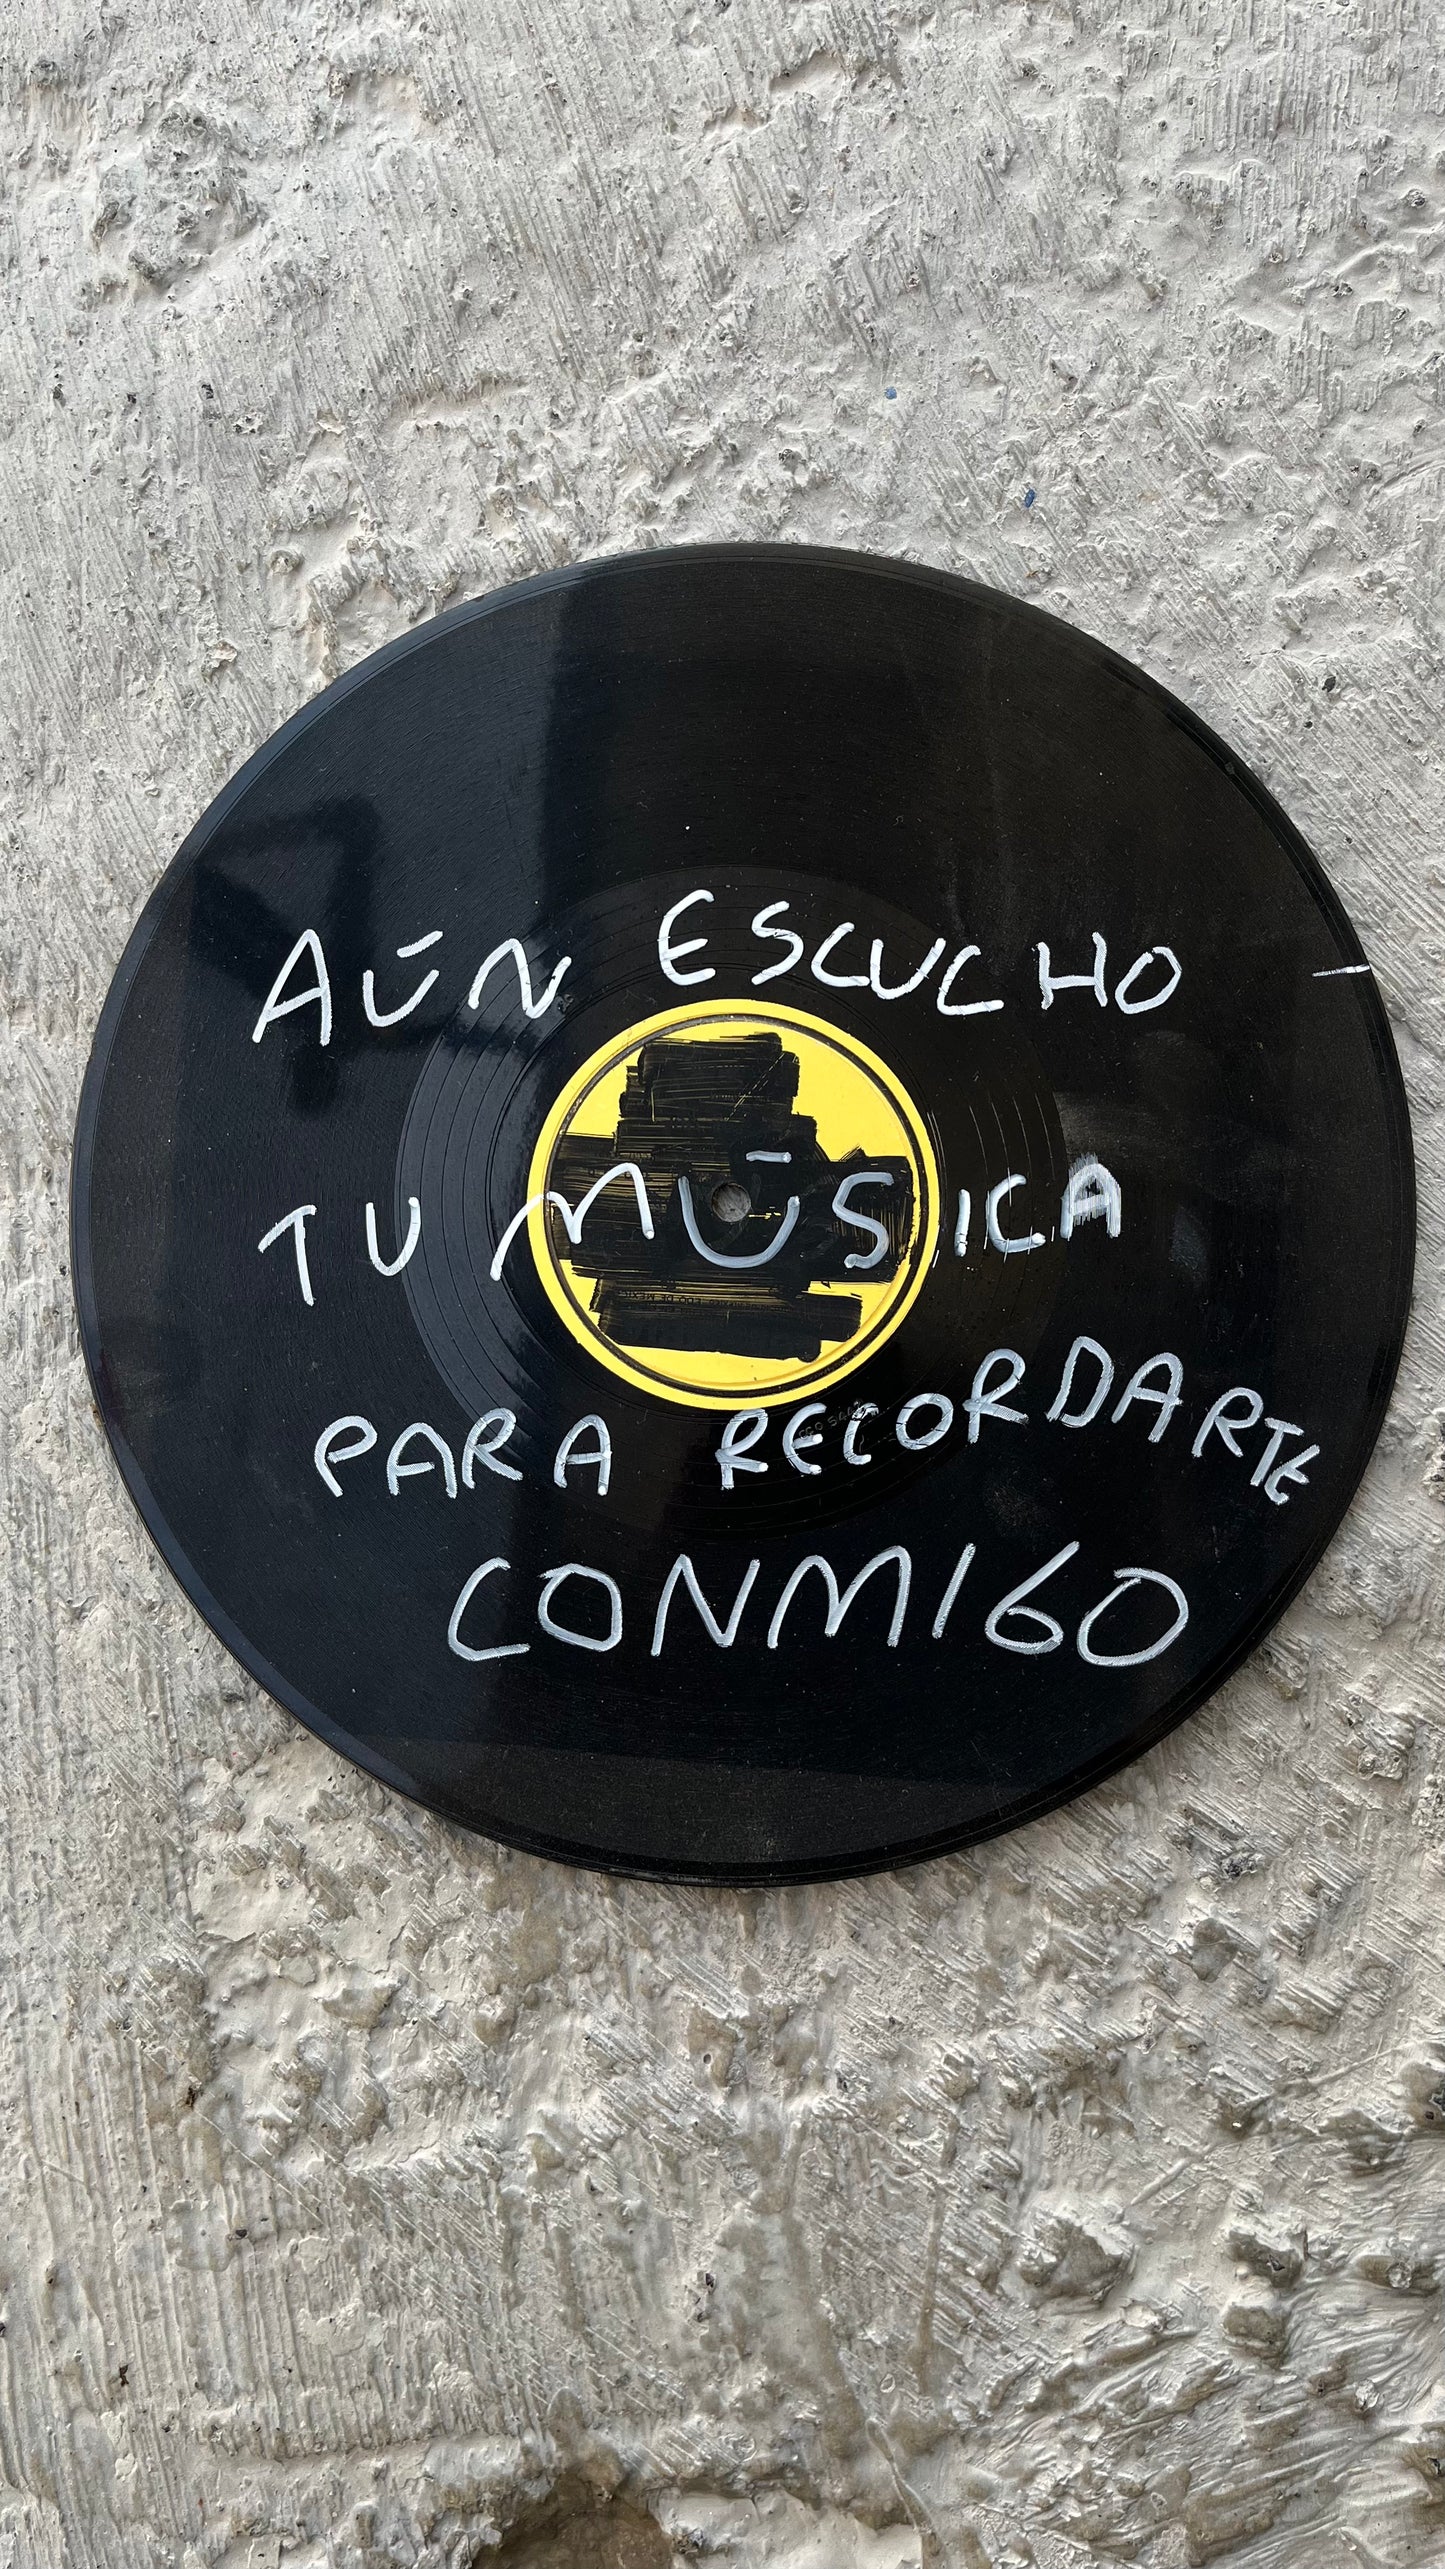 AÚN ESCUCHO
TU MÚSICA
PARA RECORDARTE
CONMIGO